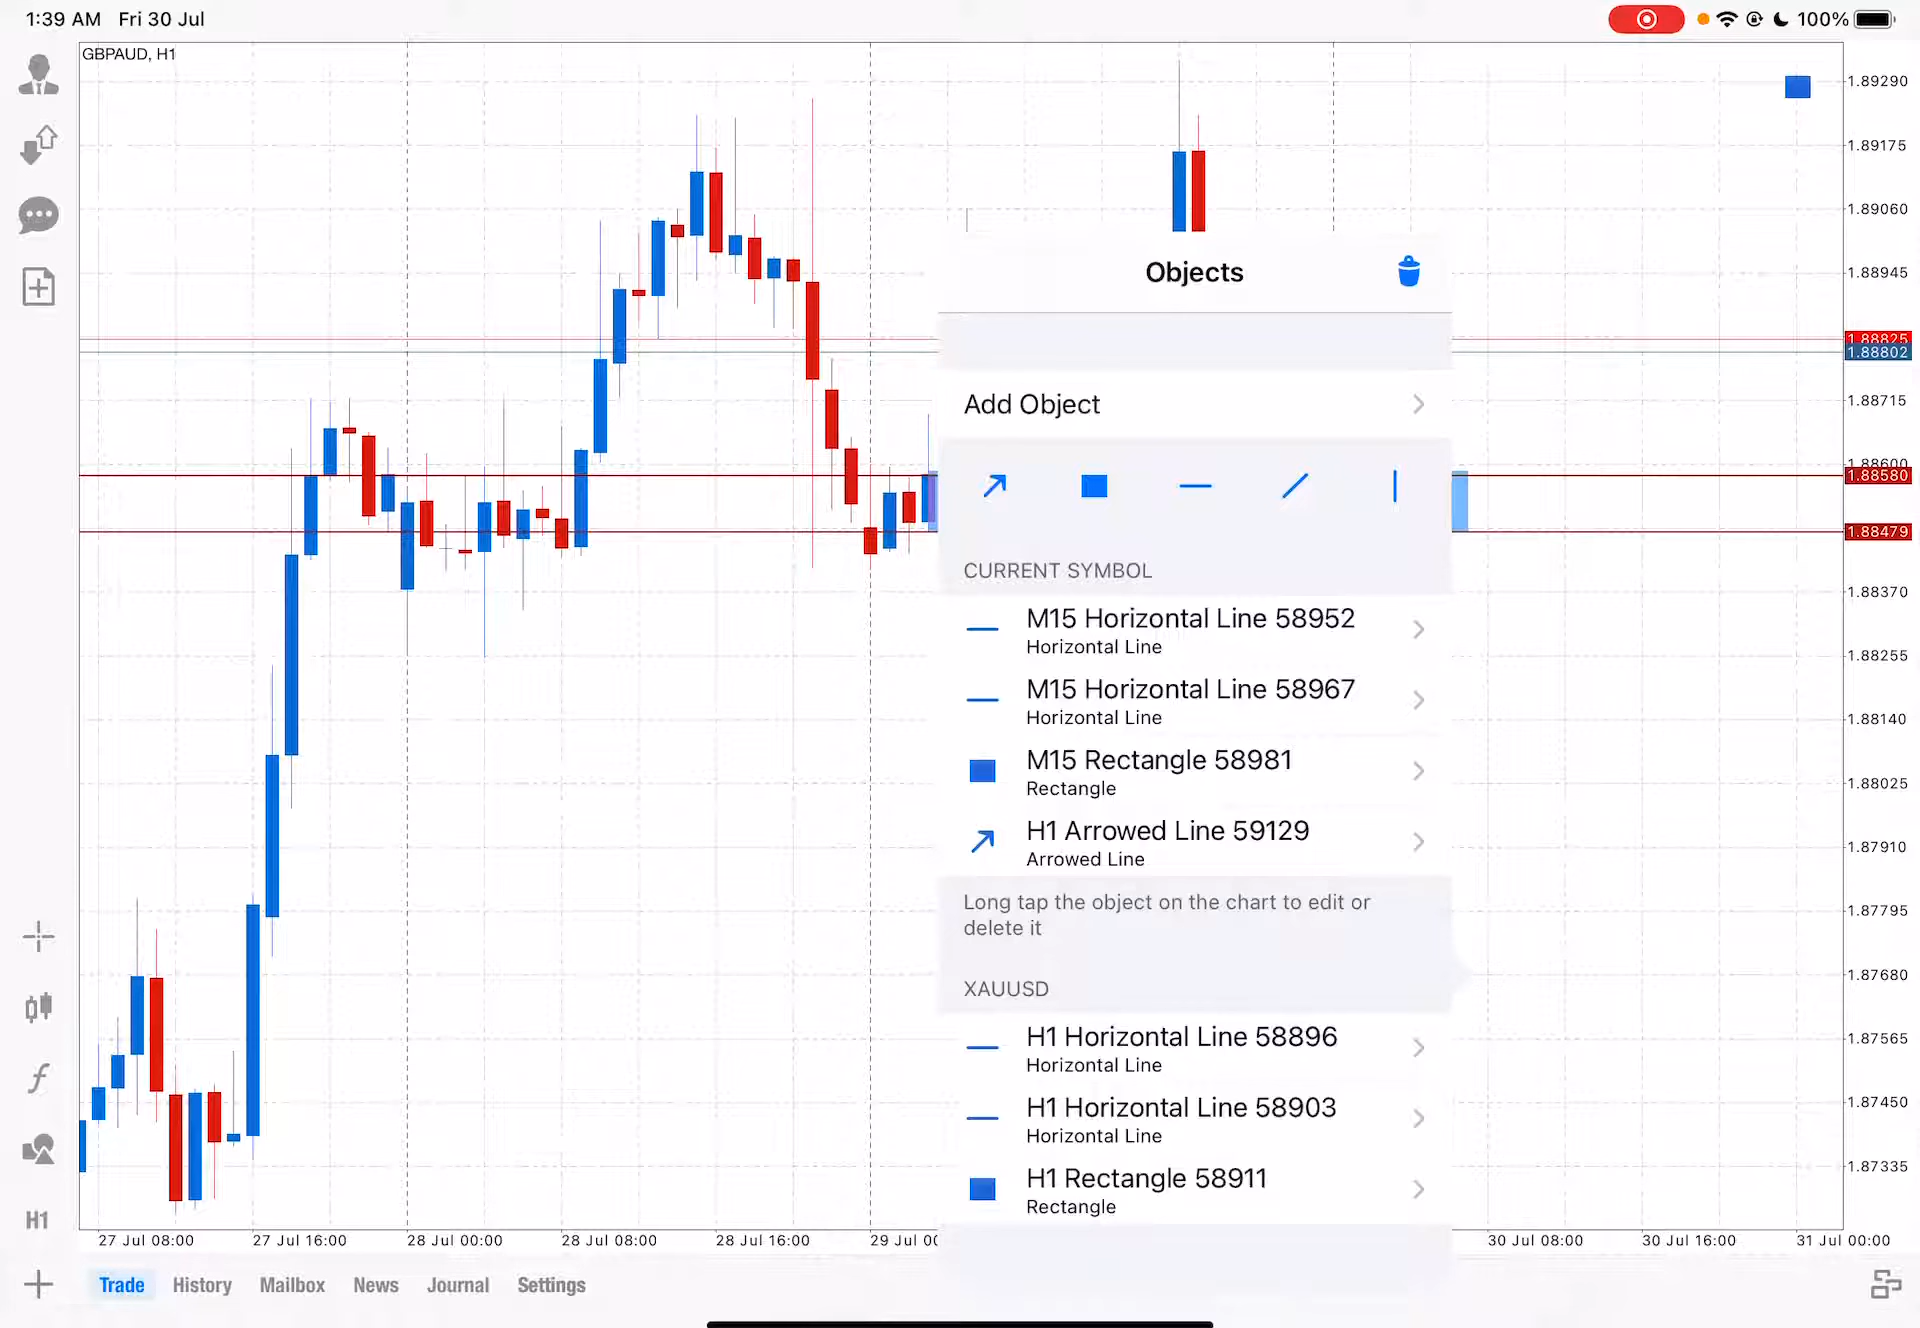 1:39 AM Fri 30 Jul
100%
GBPAUD, H1
1.89290
1.89175
1.89060
1.88945
1.88825
1.88802
1.88715
1.88600
1.88580
1.88479
1.88370
1.88255
1.88140
1.88025
1.87910
1.87795
1.87680
1.87565
1.87450
1.87335
Objects
Add Object
CURRENT SYMBOL
M15 Horizontal Line 58952
Horizontal Line
M15 Horizontal Line 58967
Horizontal Line
M15 Rectangle 58981
Rectangle
H1 Arrowed Line 59129
Arrowed Line
Long tap the object on the chart to edit or
delete it
XAUUSD
H1 Horizontal Line 58896
Horizontal Line
H1 Horizontal Line 58903
Horizontal Line
H1 Rectangle 58911
Rectangle
H1
27 Jul 08:00 27 Jul 16:00 28 Jul 00:00 28 Jul 08:00 28 Jul 16:00 29 Jul 30 Jul 08:00 30 Jul 16:00 31 Jul 00:00
Trade History Mailbox News Journal Settings